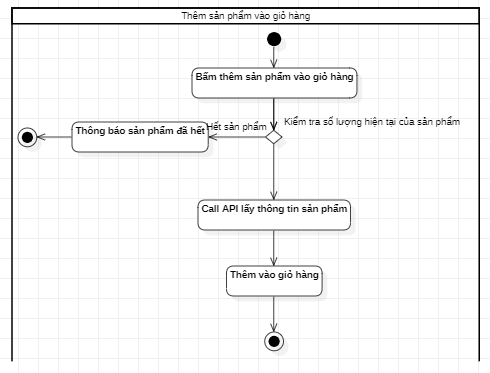 Thêm sản phẩm vào giỏ hàng
Bấm thêm sản phẩm vào giỏ hàng
Kiểm tra số lượng hiện tại của sản phẩm
Hết sản phẩm
Thông báo sản phẩm đã hết
Call API lấy thông tin sản phẩm
Thêm vào giỏ hàng